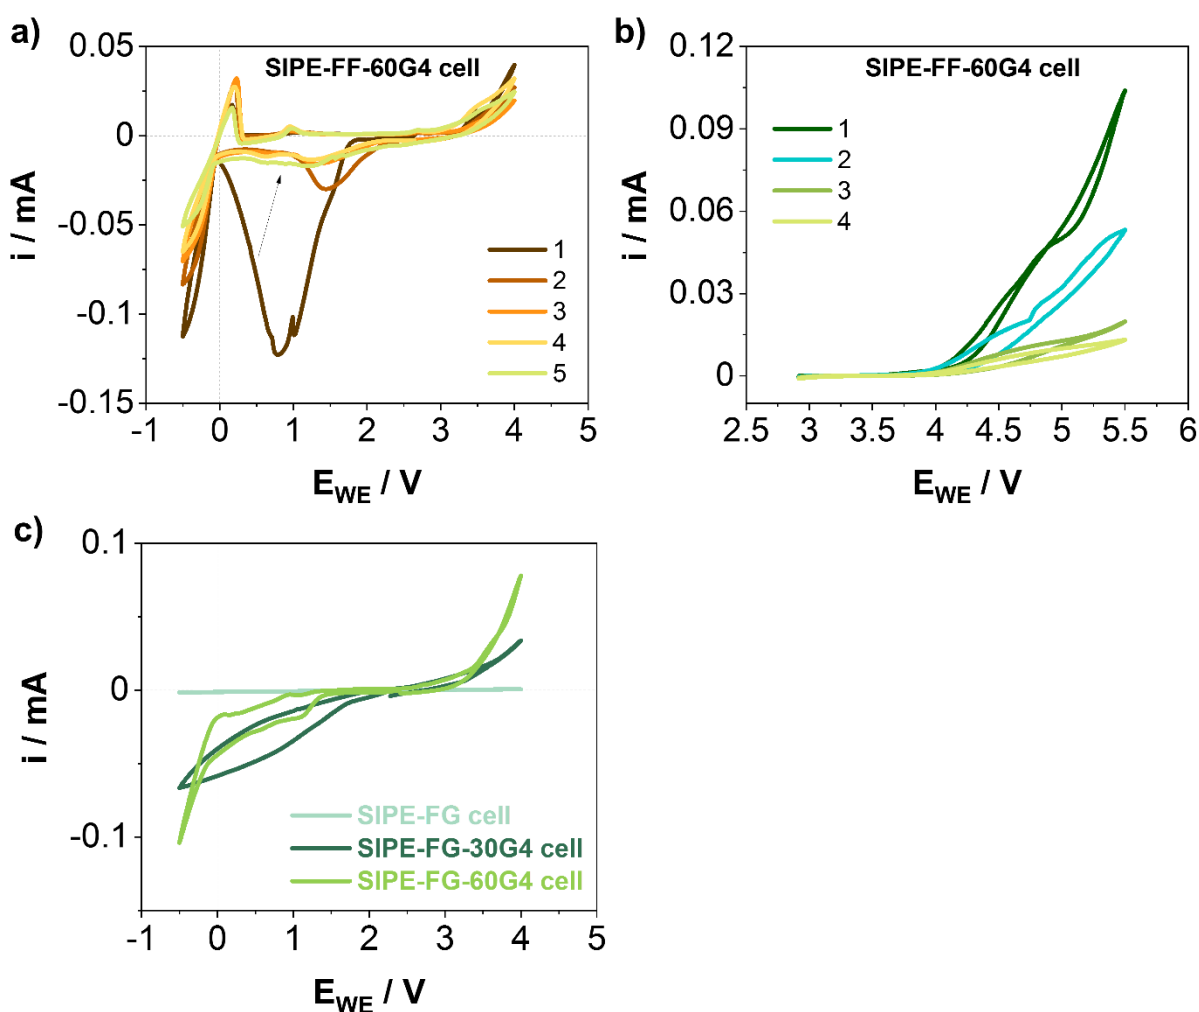 a)
SIPE-FF-60G4 cell
0.05
0
-0.05
-0.1
-0.15
-1 0 1 2 3 4 5
i / mA
E_WE / V
1
2
3
4
5
b)
SIPE-FF-60G4 cell
0.12
0.09
0.06
0.03
0
2.5 3 3.5 4 4.5 5 5.5 6
i / mA
E_WE / V
1
2
3
4
c)
0.1
0
-0.1
-1 0 1 2 3 4 5
i / mA
E_WE / V
SIPE-FG cell
SIPE-FG-30G4 cell
SIPE-FG-60G4 cell